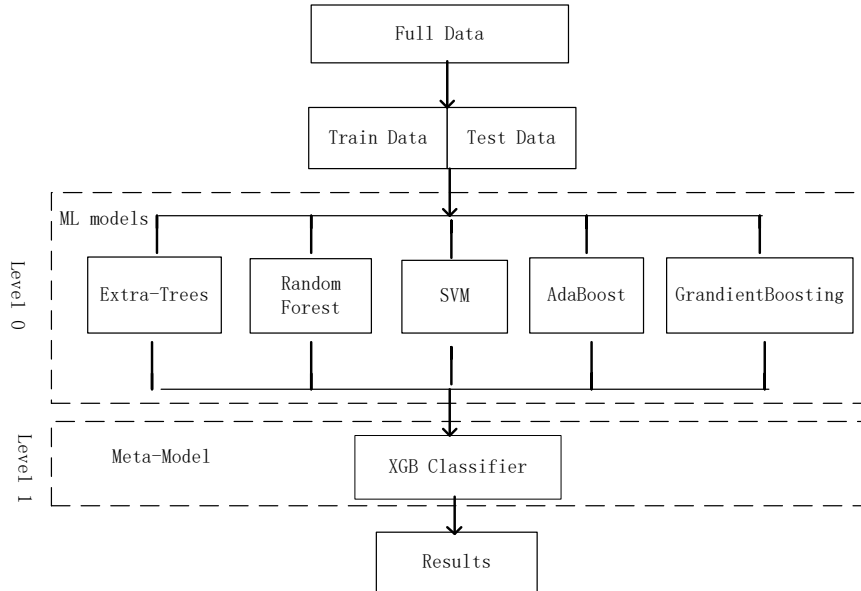 Full Data
Train Data
Test Data
ML models
Level 0
Extra-Trees
Random
Forest
SVM
AdaBoost
GrandientBoosting
Level 1
Meta-Model
XGB Classifier
Results